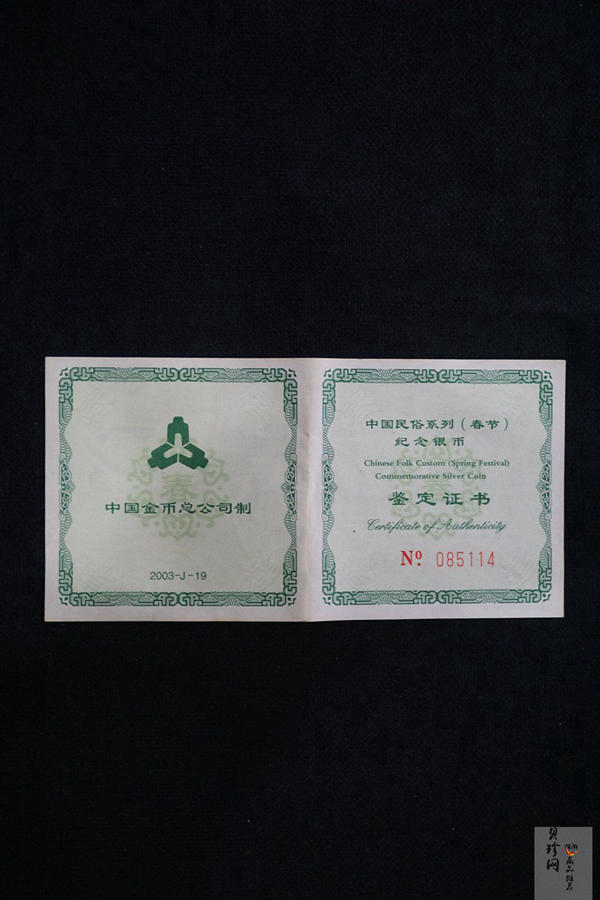 中国金币总公司制
2003-J-19
中国民俗系列(春节)
纪念银币
Chinese Folk Custom (Spring Festival)
Commemorative Silver Coin
鉴定证书
Certificate of Authenticity
Nº 085114
贝珍网